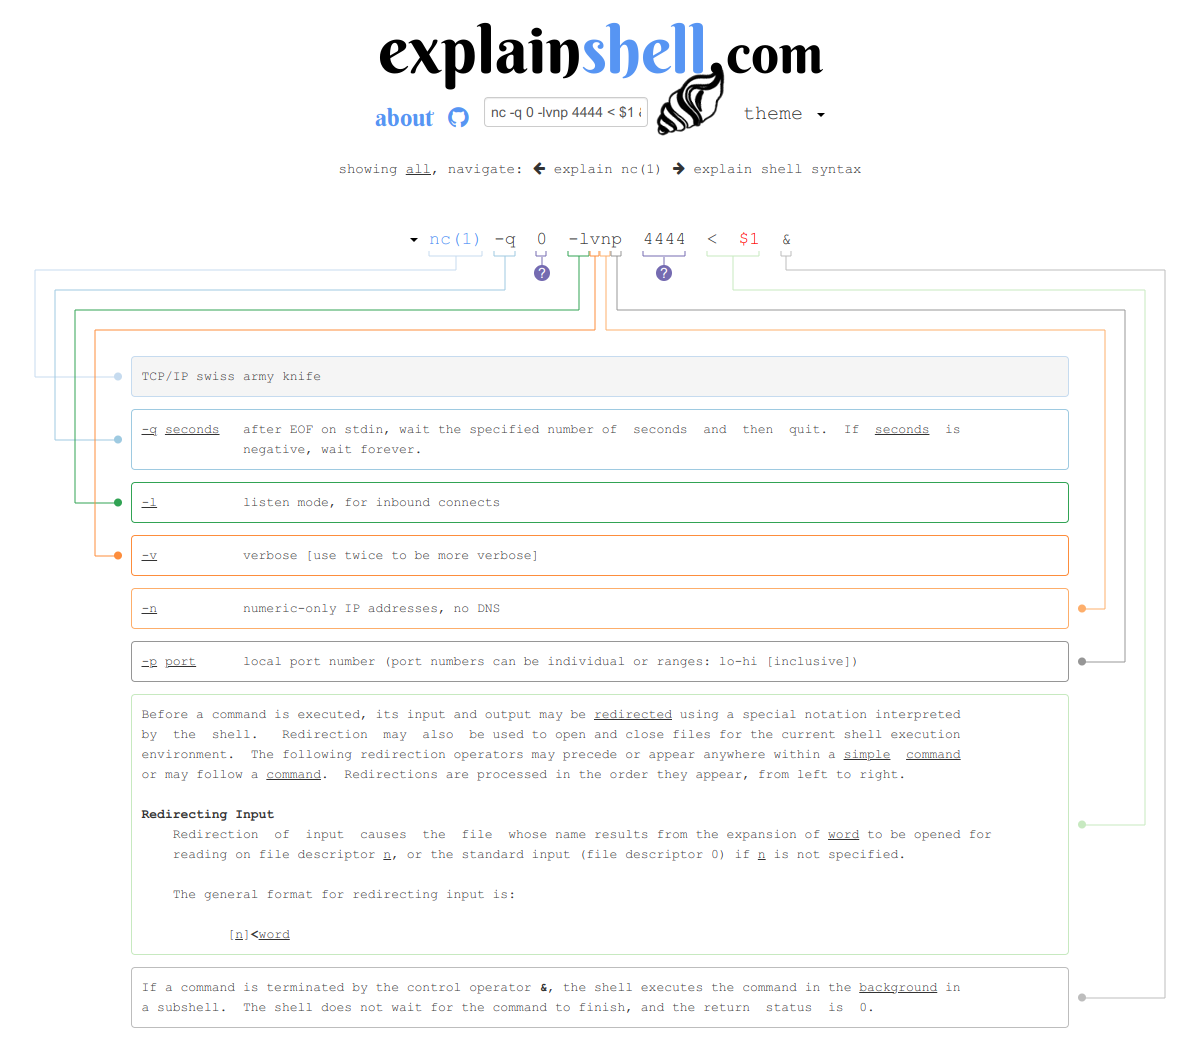 explainshell.com
about nc -q 0 -lvnp 4444 < $1 & theme
showing all, navigate: explain nc(1) explain shell syntax
nc(1) -q 0 -lvnp 4444 < $1 &
? ?
TCP/IP swiss army knife
-q seconds after EOF on stdin, wait the specified number of seconds and then quit. If seconds is
negative, wait forever.
-l listen mode, for inbound connects
-v verbose [use twice to be more verbose]
-n numeric-only IP addresses, no DNS
-p port local port number (port numbers can be individual or ranges: lo-hi [inclusive])
Before a command is executed, its input and output may be redirected using a special notation interpreted
by the shell. Redirection may also be used to open and close files for the current shell execution
environment. The following redirection operators may precede or appear anywhere within a simple command
or may follow a command. Redirections are processed in the order they appear, from left to right.
Redirecting Input
Redirection of input causes the file whose name results from the expansion of word to be opened for
reading on file descriptor n, or the standard input (file descriptor 0) if n is not specified.
The general format for redirecting input is:
[n]<word
If a command is terminated by the control operator &, the shell executes the command in the background in
a subshell. The shell does not wait for the command to finish, and the return status is 0.